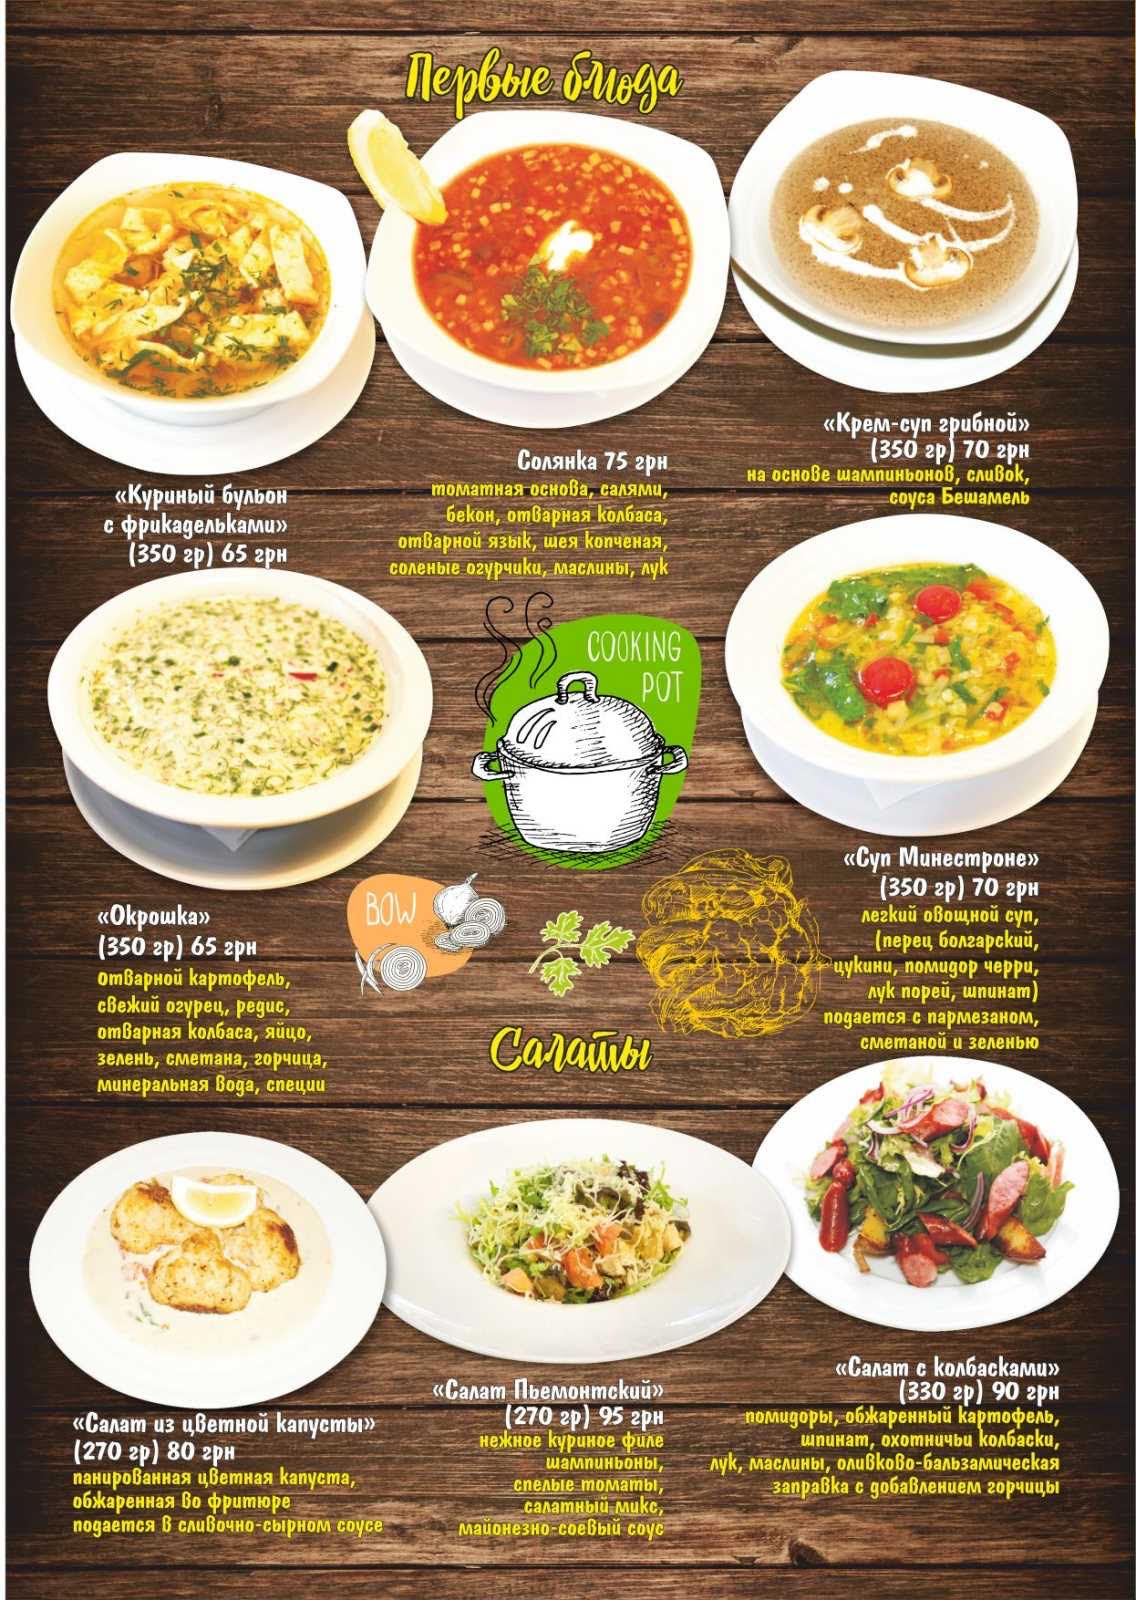 Первые блюда
«Куриный бульон
с фрикадельками»
(350 гр) 65 грн
Солянка 75 грн
томатная основа, салями,
бекон, отварная колбаса,
отварной язык, шея копченая,
соленые огурчики, маслины, лук
«Крем-суп грибной»
(350 гр) 70 грн
на основе шампиньонов, сливок,
соуса Бешамель
COOKING
POT
BOW
«Окрошка»
(350 гр) 65 грн
отварной картофель,
свежий огурец, редис,
отварная колбаса, яйцо,
зелень, сметана, горчица,
минеральная вода, специи
«Суп Минестроне»
(350 гр) 70 грн
легкий овощной суп,
(перец болгарский,
цукини, помидор черри,
лук порей, шпинат)
подается с пармезаном,
сметаной и зеленью
Салаты
«Салат из цветной капусты»
(270 гр) 80 грн
панированная цветная капуста,
обжаренная во фритюре
подается в сливочно-сырном соусе
«Салат Пьемонтский»
(270 гр) 95 грн
нежное куриное филе
шампиньоны,
спелые томаты,
салатный микс,
майонезно-соевый соус
«Салат с колбасками»
(330 гр) 90 грн
помидоры, обжаренный картофель,
шпинат, охотничьи колбаски,
лук, маслины, оливково-бальзамическая
заправка с добавлением горчицы